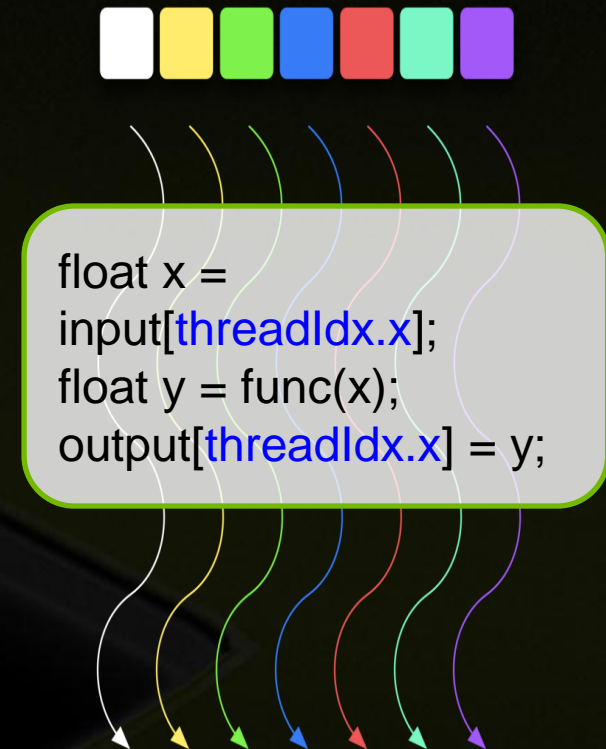 float x =
input[threadIdx.x];
float y = func(x);
output[threadIdx.x] = y;